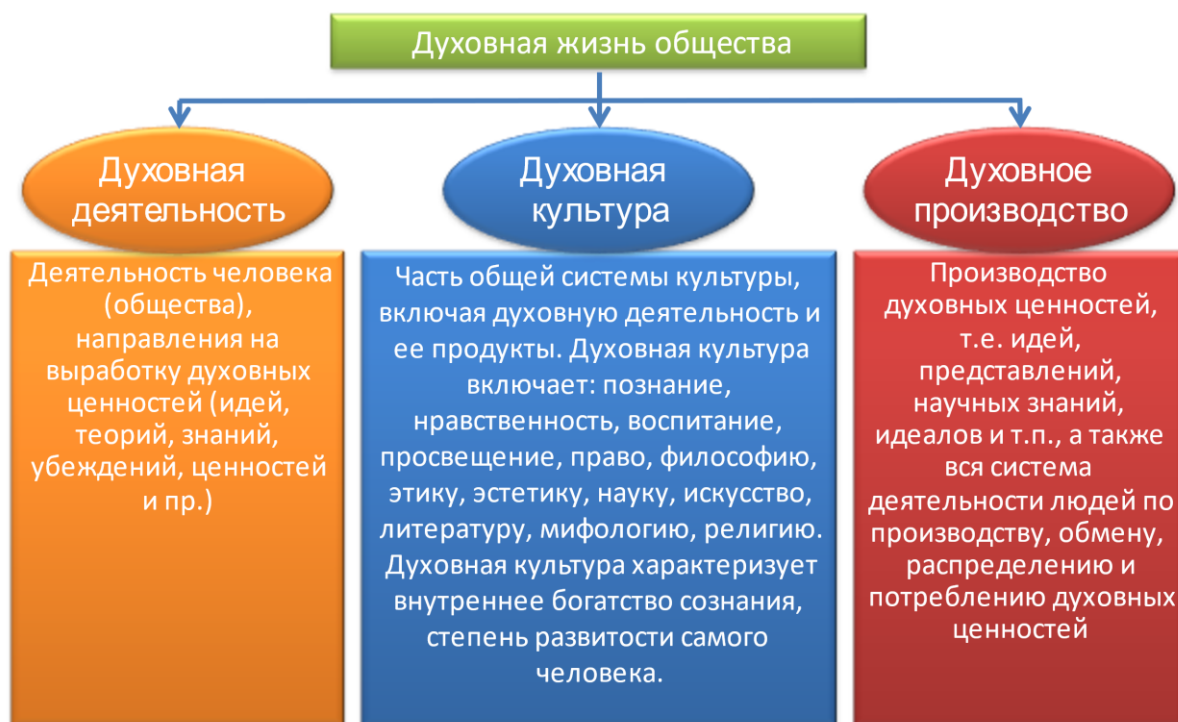 Духовная жизнь общества
Духовная
деятельность
Деятельность человека
(общества),
направления на
выработку духовных
ценностей (идей,
теорий, знаний,
убеждений, ценностей
и пр.)
Духовная
культура
Часть общей системы культуры,
включая духовную деятельность и
ее продукты. Духовная культура
включает: познание,
нравственность, воспитание,
просвещение, право, философию,
этику, эстетику, науку, искусство,
литературу, мифологию, религию.
Духовная культура характеризует
внутреннее богатство сознания,
степень развитости самого
человека.
Духовное
производство
Производство
духовных ценностей,
т.е. идей,
представлений,
научных знаний,
идеалов и т.п., а также
вся система
деятельности людей по
производству, обмену,
распределению и
потреблению духовных
ценностей